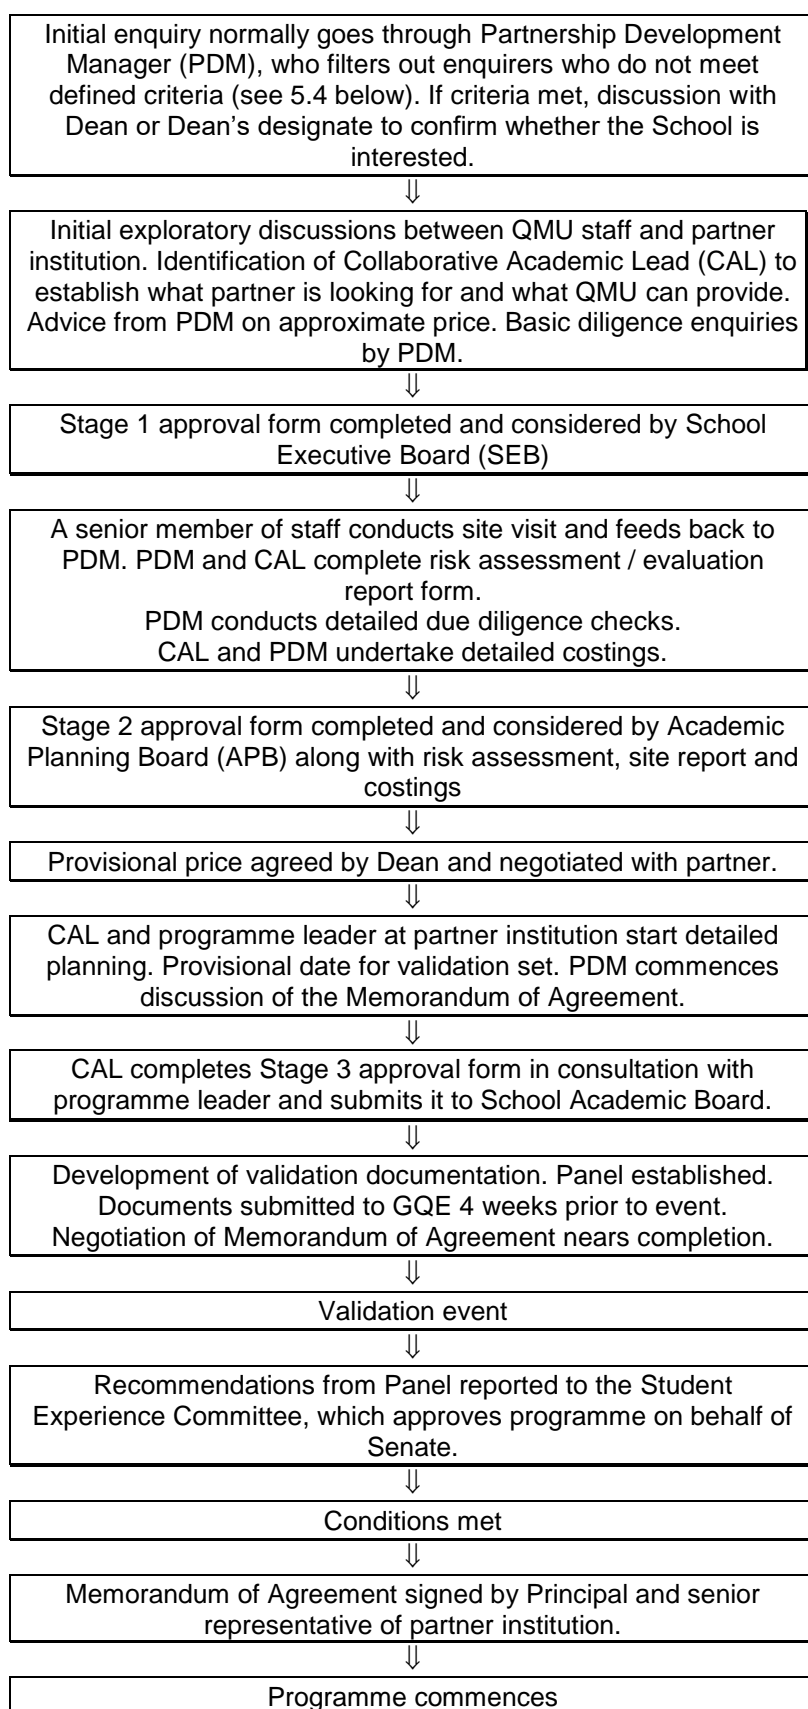 Initial enquiry normally goes through Partnership Development
Manager (PDM), who filters out enquirers who do not meet
defined criteria (see 5.4 below). If criteria met, discussion with
Dean or Dean's designate to confirm whether the School is
interested.
⇓
Initial exploratory discussions between QMU staff and partner
institution. Identification of Collaborative Academic Lead (CAL) to
establish what partner is looking for and what QMU can provide.
Advice from PDM on approximate price. Basic diligence enquiries
by PDM.
⇓
Stage 1 approval form completed and considered by School
Executive Board (SEB)
⇓
A senior member of staff conducts site visit and feeds back to
PDM. PDM and CAL complete risk assessment / evaluation
report form.
PDM conducts detailed due diligence checks.
CAL and PDM undertake detailed costings.
⇓
Stage 2 approval form completed and considered by Academic
Planning Board (APB) along with risk assessment, site report and
costings
⇓
Provisional price agreed by Dean and negotiated with partner.
⇓
CAL and programme leader at partner institution start detailed
planning. Provisional date for validation set. PDM commences
discussion of the Memorandum of Agreement.
⇓
CAL completes Stage 3 approval form in consultation with
programme leader and submits it to School Academic Board.
⇓
Development of validation documentation. Panel established.
Documents submitted to GQE 4 weeks prior to event.
Negotiation of Memorandum of Agreement nears completion.
⇓
Validation event
⇓
Recommendations from Panel reported to the Student
Experience Committee, which approves programme on behalf of
Senate.
⇓
Conditions met
⇓
Memorandum of Agreement signed by Principal and senior
representative of partner institution.
⇓
Programme commences